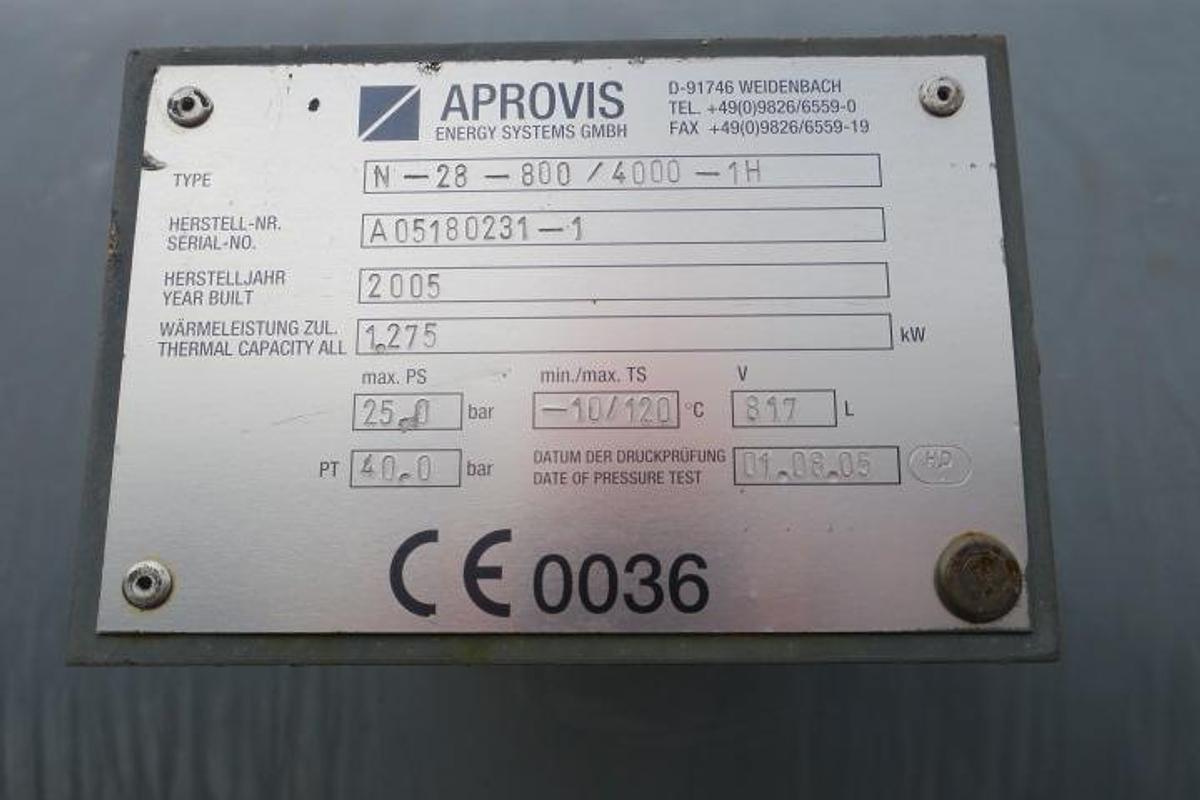 APROVIS
ENERGY SYSTEMS GMBH
D-91746 WEIDENBACH
TEL. +49(0)9826/6559-0
FAX +49(0)9826/6559-19
TYPE N-28-800/4000-1H
HERSTELL-NR.
SERIAL-NO. A05180231-1
HERSTELLJAHR
YEAR BUILT 2005
WÄRMELEISTUNG ZUL.
THERMAL CAPACITY ALL 1.275 kW
max. PS min./max. TS V
25.0 bar -10/120 °C 817 L
PT 40.0 bar DATUM DER DRUCKPRÜFUNG
DATE OF PRESSURE TEST 01.08.05 HP
CE 0036